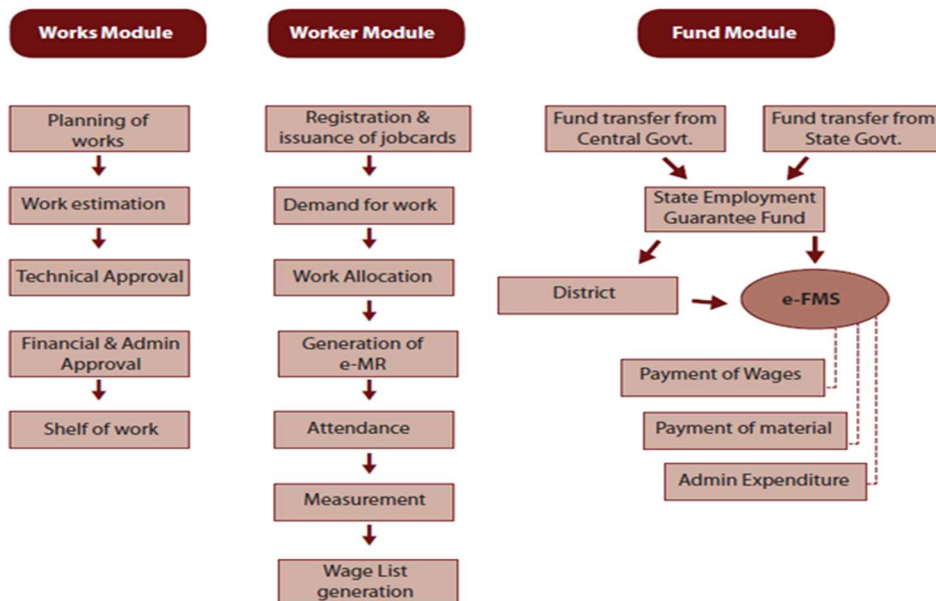 Works Module
Planning of
works
Work estimation
Technical Approval
Financial & Admin
Approval
Shelf of work
Worker Module
Registration &
issuance of jobcards
Demand for work
Work Allocation
Generation of
e-MR
Attendance
Measurement
Wage List
generation
Fund Module
Fund transfer from
Central Govt.
Fund transfer from
State Govt.
State Employment
Guarantee Fund
District
e-FMS
Payment of Wages
Payment of material
Admin Expenditure